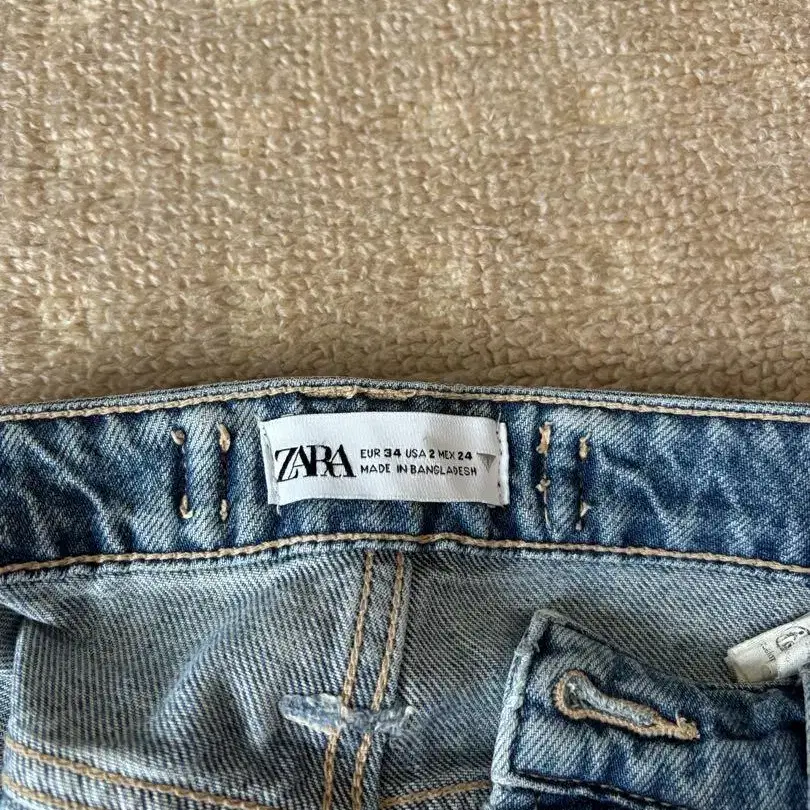 ZARA
EUR 34 USA 2 MEX 24
MADE IN BANGLADESH